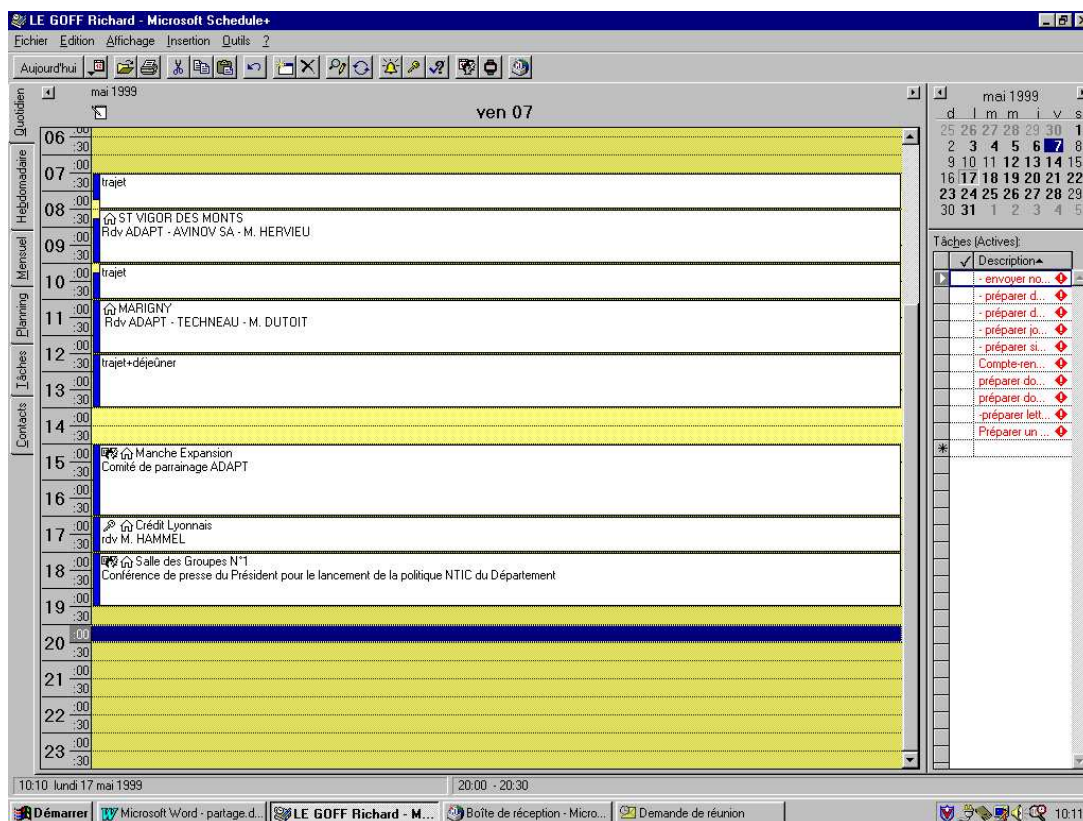 LE GOFF Richard - Microsoft Schedule+
Fichier Edition Affichage Insertion Outils ?
Aujourd'hui
Quotidien
Hebdomadaire
Mensuel
Planning
Tâches
Contacts
mai 1999
ven 07
06 :00
:30
07 :00
:30 trajet
08 :00
:30 ST VIGOR DES MONTS
Rdv ADAPT - AVINOV SA - M. HERVIEU
09 :00
:30
10 :00 trajet
:30
11 :00 MARIGNY
Rdv ADAPT - TECHNEAU - M. DUTOIT
:30
12 :00
:30 trajet+déjeûner
13 :00
:30
14 :00
:30
15 :00 Manche Expansion
Comité de parrainage ADAPT
:30
16 :00
:30
17 :00 Crédit Lyonnais
:30 rdv M. HAMMEL
18 :00 Salle des Groupes N°1
:30 Conférence de presse du Président pour le lancement de la politique NTIC du Département
19 :00
:30
20 :00
:30
21 :00
:30
22 :00
:30
23 :00
:30
mai 1999
d l m m j v s
25 26 27 28 29 30 1
2 3 4 5 6 7 8
9 10 11 12 13 14 15
16 17 18 19 20 21 22
23 24 25 26 27 28 29
30 31 1 2 3 4 5
Tâches (Actives):
Description
- envoyer no...
- préparer d...
- préparer d...
- préparer jo...
- préparer si...
Compte-ren...
préparer do...
préparer do...
-préparer lett...
Préparer un ...
10:10 lundi 17 mai 1999
20:00 - 20:30
Démarrer
Microsoft Word - partage.d...
LE GOFF Richard - M...
Boîte de réception - Micro...
Demande de réunion
10:11